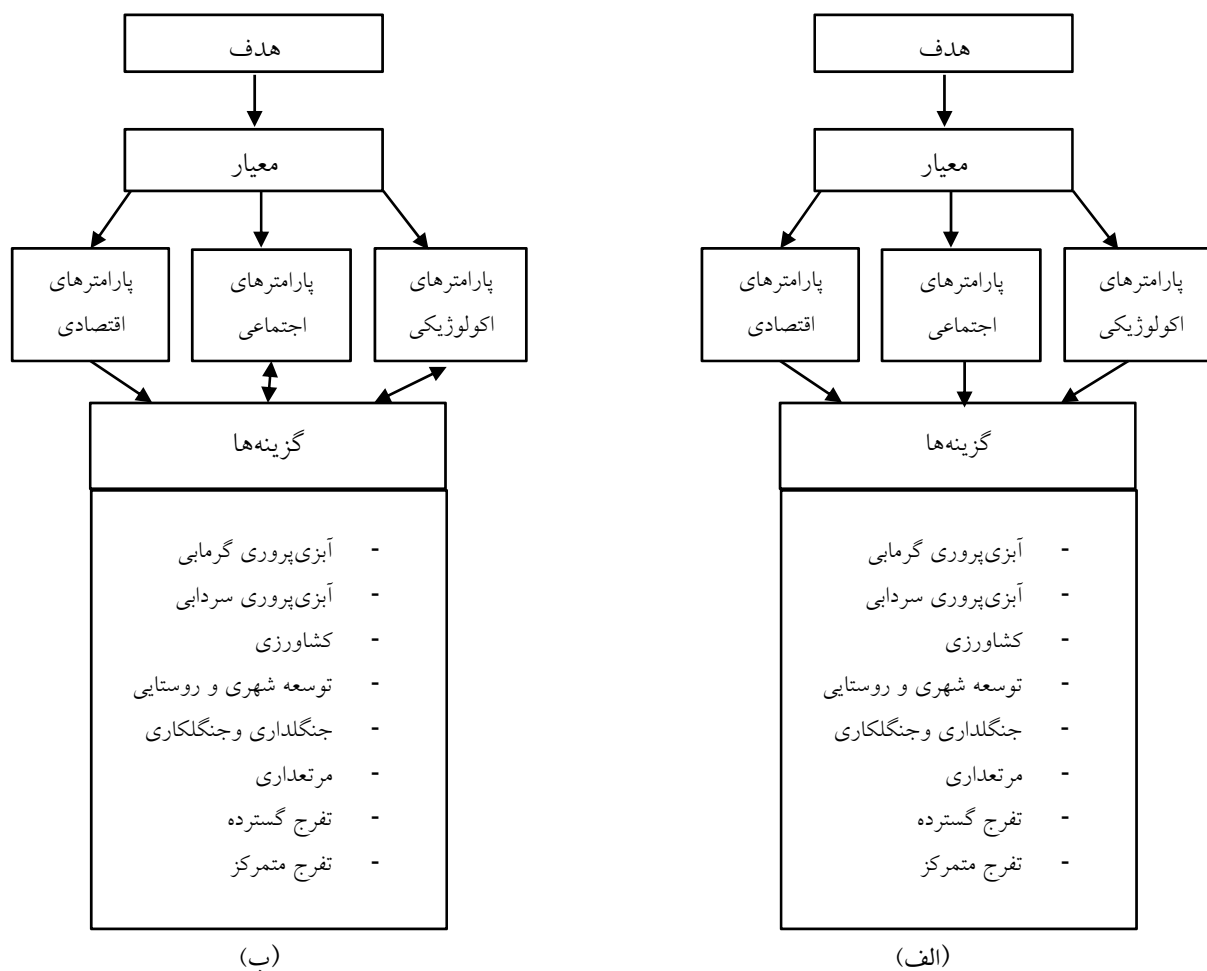 هدف
معیار
پارامترهای
اکولوژیکی
پارامترهای
اجتماعی
پارامترهای
اقتصادی
گزینه‌ها
- آبزی‌پروری گرمابی
- آبزی‌پروری سردابی
- کشاورزی
- توسعه شهری و روستایی
- جنگلداری وجنگلکاری
- مرتعداری
- تفرج گسترده
- تفرج متمرکز
(الف)
هدف
معیار
پارامترهای
اکولوژیکی
پارامترهای
اجتماعی
پارامترهای
اقتصادی
گزینه‌ها
- آبزی‌پروری گرمابی
- آبزی‌پروری سردابی
- کشاورزی
- توسعه شهری و روستایی
- جنگلداری وجنگلکاری
- مرتعداری
- تفرج گسترده
- تفرج متمرکز
(ب)